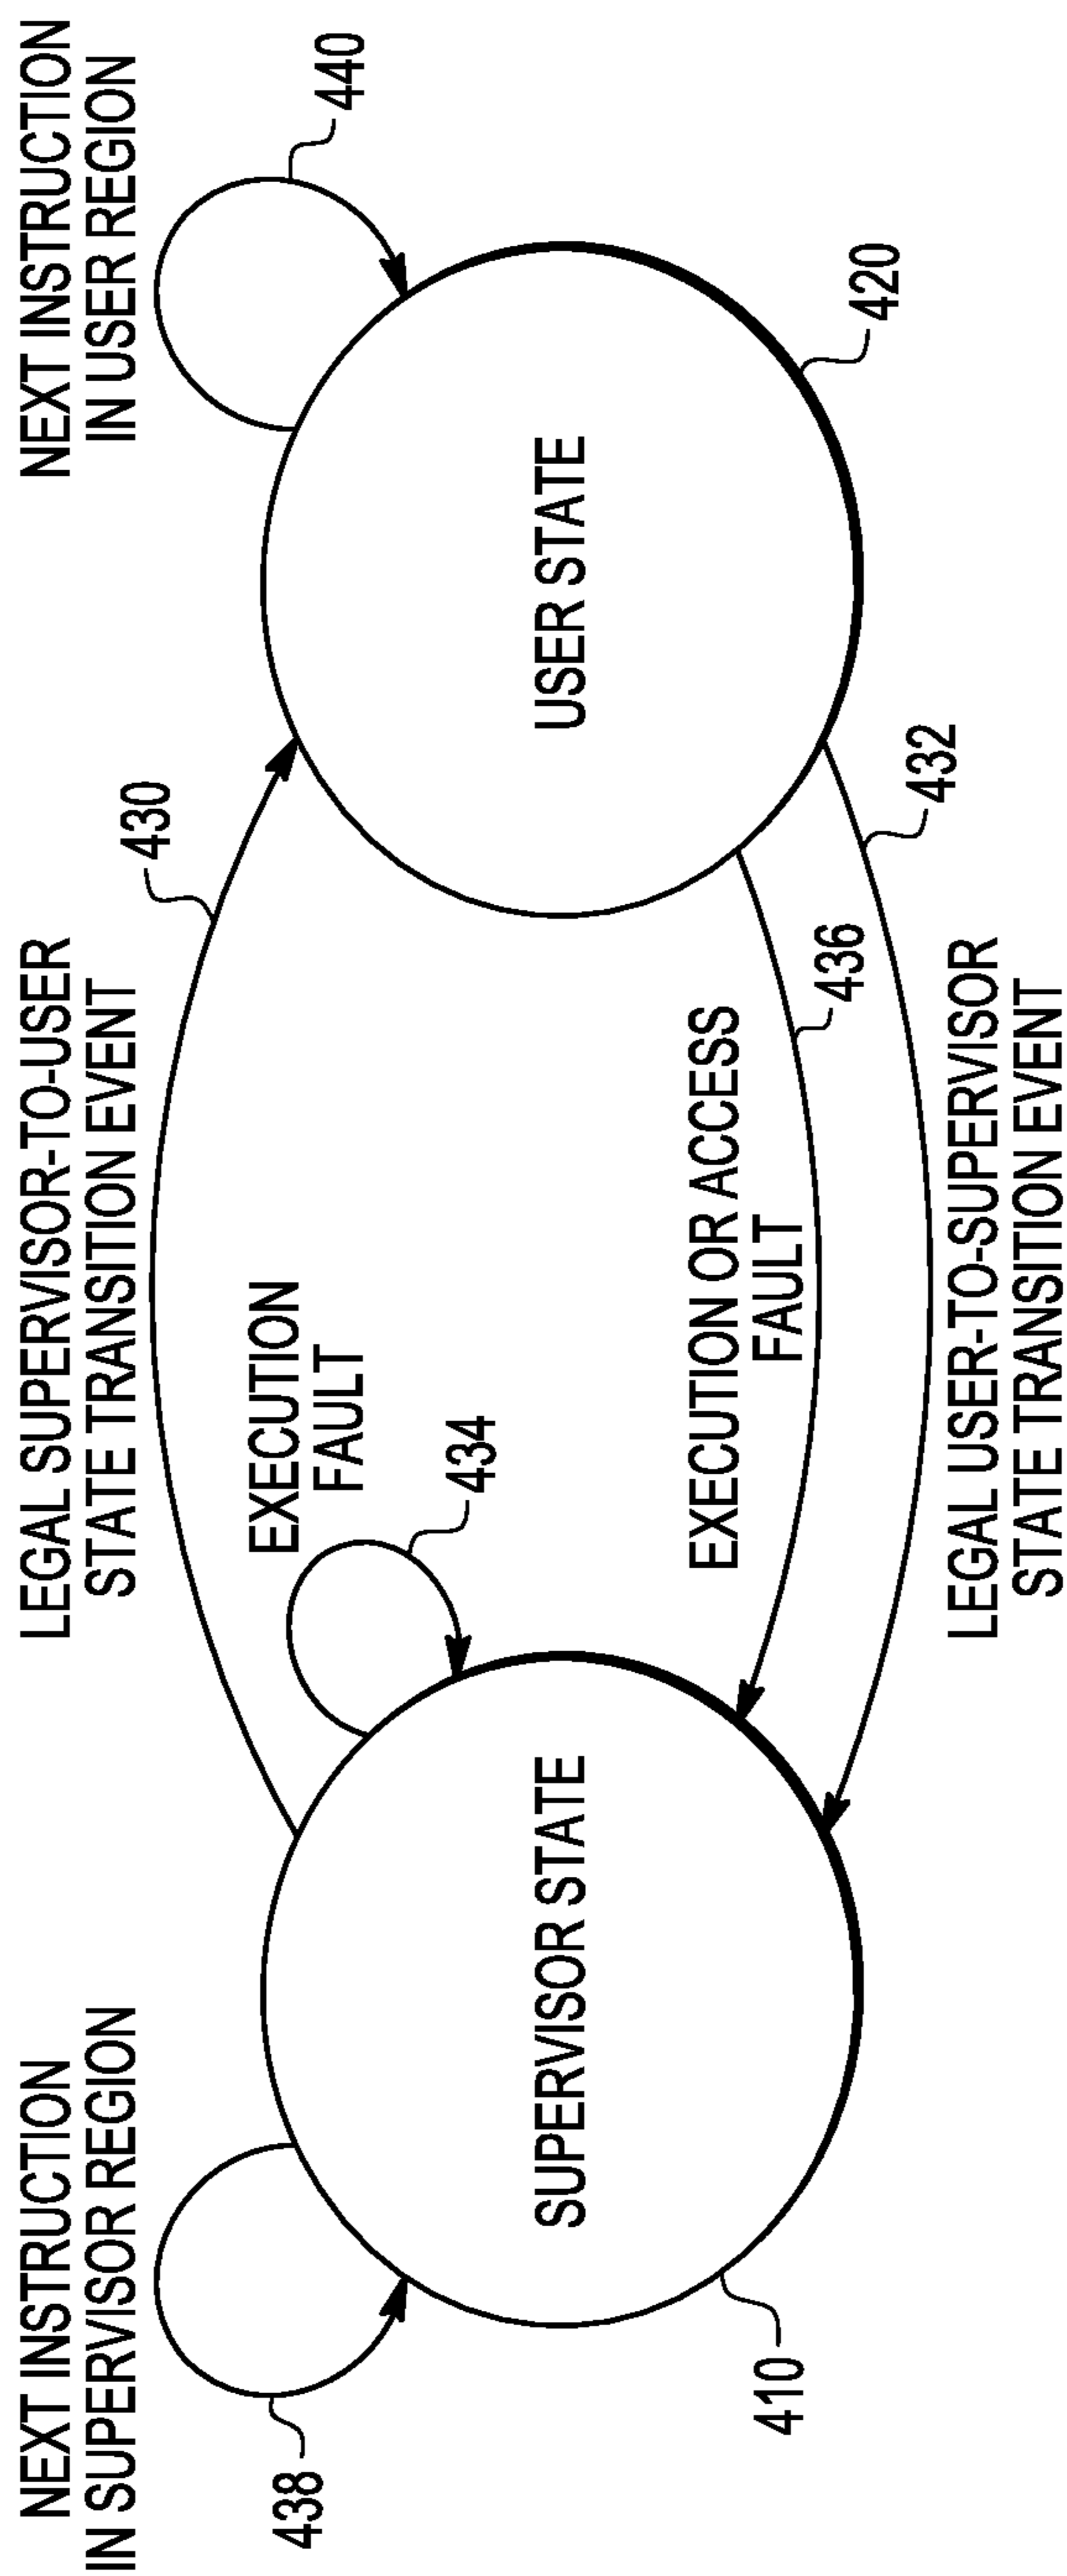 NEXT INSTRUCTION
IN SUPERVISOR REGION
438
LEGAL SUPERVISOR-TO-USER
STATE TRANSITION EVENT
430
NEXT INSTRUCTION
IN USER REGION
440
EXECUTION
FAULT
434
SUPERVISOR STATE
410
USER STATE
420
EXECUTION OR ACCESS
FAULT
436
432
LEGAL USER-TO-SUPERVISOR
STATE TRANSITION EVENT